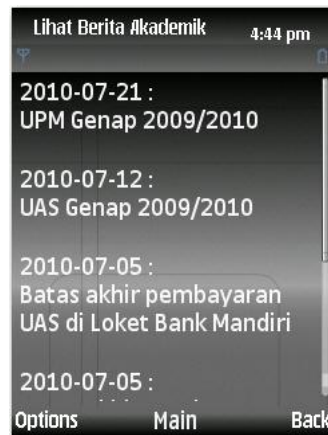 Lihat Berita Akademik
4:44 pm
2010-07-21 :
UPM Genap 2009/2010
2010-07-12 :
UAS Genap 2009/2010
2010-07-05 :
Batas akhir pembayaran
UAS di Loket Bank Mandiri
2010-07-05 :
Options Main Back